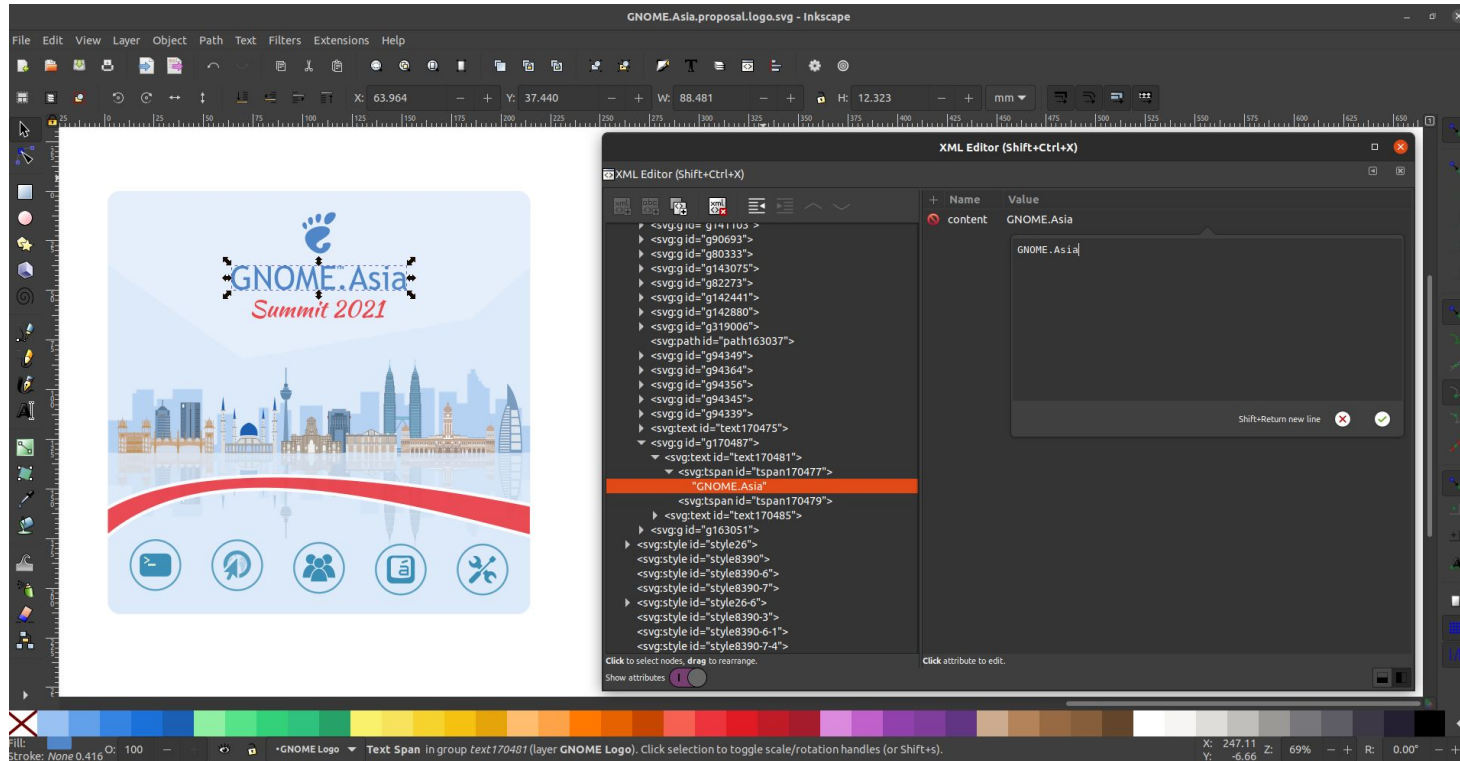 GNOME.Asia.proposal.logo.svg - Inkscape
File Edit View Layer Object Path Text Filters Extensions Help
X: 63.964 − + Y: 37.440 − + W: 88.481 − + H: 12.323 − + mm
XML Editor (Shift+Ctrl+X)
XML Editor (Shift+Ctrl+X)
+ Name Value
content GNOME.Asia
GNOME.Asia
Shift+Return new line
<svg:g id="g141103">
<svg:g id="g90693">
<svg:g id="g80333">
<svg:g id="g143075">
<svg:g id="g82273">
<svg:g id="g142441">
<svg:g id="g142880">
<svg:g id="g319006">
<svg:path id="path163037">
<svg:g id="g94349">
<svg:g id="g94364">
<svg:g id="g94356">
<svg:g id="g94345">
<svg:g id="g94339">
<svg:text id="text170475">
<svg:g id="g170487">
<svg:text id="text170481">
<svg:tspan id="tspan170477">
"GNOME.Asia"
<svg:tspan id="tspan170479">
<svg:text id="text170485">
<svg:g id="g163051">
<svg:style id="style26">
<svg:style id="style8390">
<svg:style id="style8390-6">
<svg:style id="style8390-7">
<svg:style id="style26-6">
<svg:style id="style8390-3">
<svg:style id="style8390-6-1">
<svg:style id="style8390-7-4">
Click to select nodes, drag to rearrange.
Click attribute to edit.
Show attributes
GNOME.Asia
Summit 2021
á
Fill:
Stroke: None 0.416
O: 100 − +
•GNOME Logo
Text Span in group text170481 (layer GNOME Logo). Click selection to toggle scale/rotation handles (or Shift+s).
X: 247.11
Y: -6.66
Z: 69% − + R: 0.00° − +